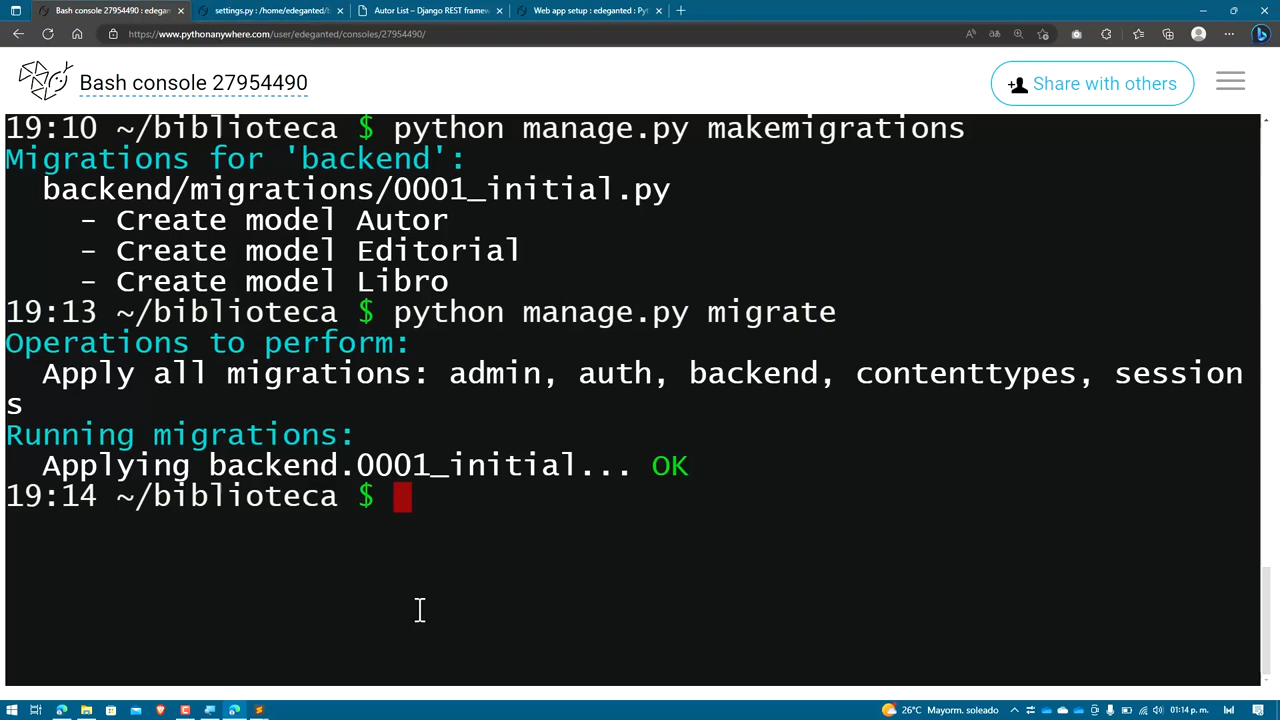 Bash console 27954490 : edegan
settings.py : /home/edeganted/b
Autor List – Django REST framew
Web app setup : edeganted : Pyt
https://www.pythonanywhere.com/user/edeganted/consoles/27954490/
Bash console 27954490
Share with others
19:10 ~/biblioteca $ python manage.py makemigrations
Migrations for 'backend':
backend/migrations/0001_initial.py
- Create model Autor
- Create model Editorial
- Create model Libro
19:13 ~/biblioteca $ python manage.py migrate
Operations to perform:
Apply all migrations: admin, auth, backend, contenttypes, session
s
Running migrations:
Applying backend.0001_initial... OK
19:14 ~/biblioteca $
26°C Mayorm. soleado
01:14 p. m.